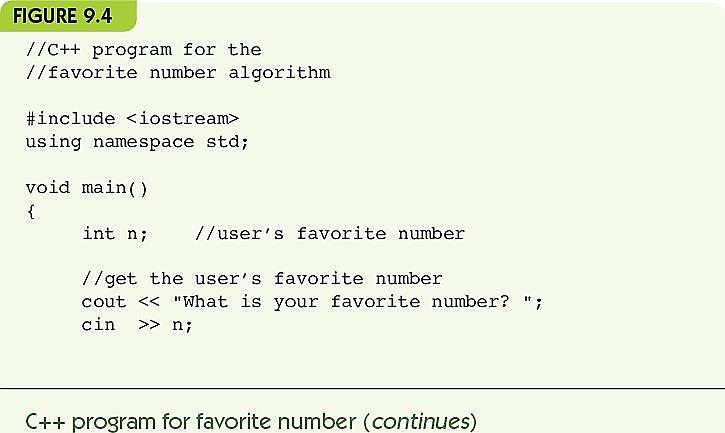 FIGURE 9.4
//C++ program for the
//favorite number algorithm
#include <iostream>
using namespace std;
void main()
{
int n;    //user's favorite number
//get the user's favorite number
cout << "What is your favorite number? ";
cin  >> n;
C++ program for favorite number (continues)